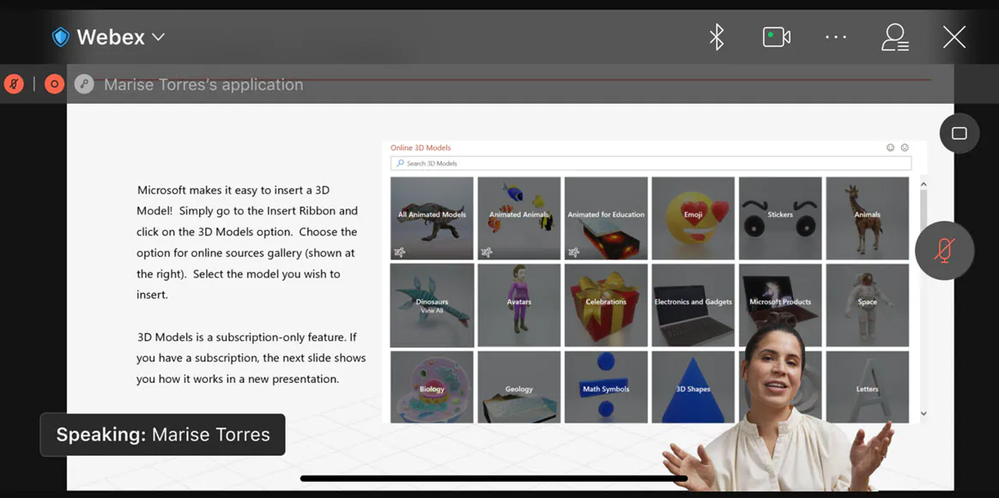 Webex
Marise Torres's application
Online 3D Models
Search 3D Models
Microsoft makes it easy to insert a 3D
Model! Simply go to the Insert Ribbon and
click on the 3D Models option. Choose the
option for online sources gallery (shown at
the right). Select the model you wish to
insert.
3D Models is a subscription-only feature. If
you have a subscription, the next slide shows
you how it works in a new presentation.
All Animated Models
Animated Animals
Animated for Education
Emoji
Stickers
Animals
Dinosaurs
View All
Avatars
Celebrations
Electronics and Gadgets
Microsoft Products
Space
Biology
Geology
Math Symbols
3D Shapes
Letters
Speaking: Marise Torres